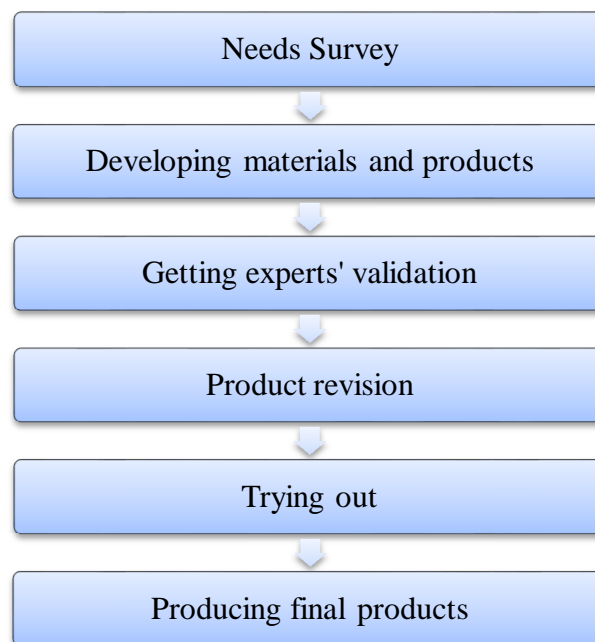 Needs Survey
Developing materials and products
Getting experts' validation
Product revision
Trying out
Producing final products